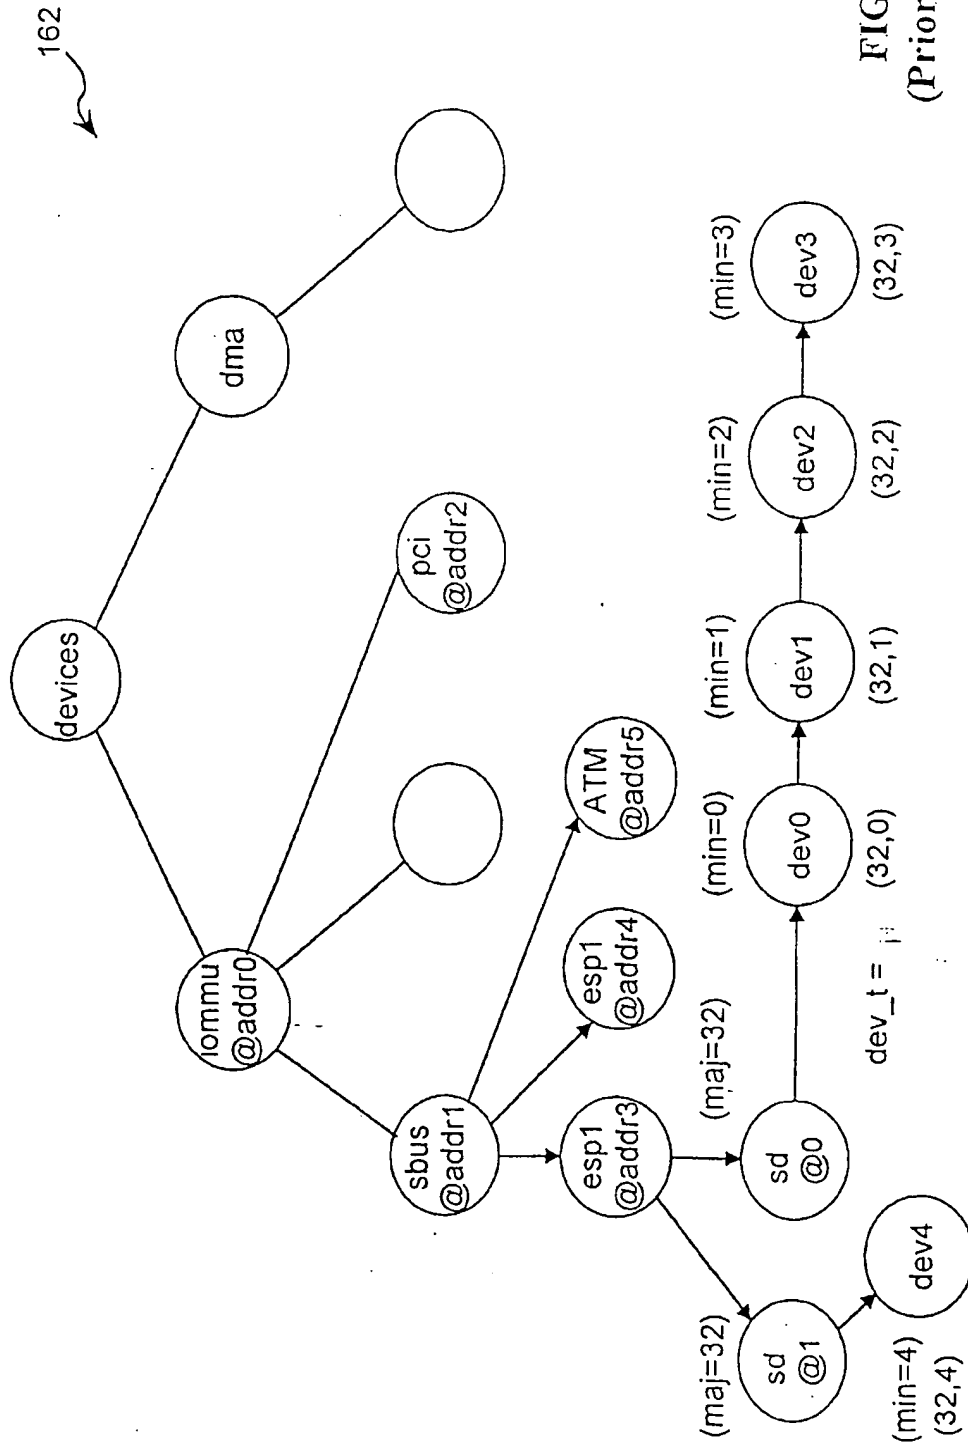 162
devices
iommu
@addr0
dma
sbus
@addr1
pci
@addr2
esp1
@addr3
esp1
@addr4
ATM
@addr5
(maj=32)
sd
@1
(maj=32)
sd
@0
(min=0)
dev0
(32,0)
(min=1)
dev1
(32,1)
(min=2)
dev2
(32,2)
(min=3)
dev3
(32,3)
dev_t =
dev4
(min=4)
(32,4)
FIG
(Prior